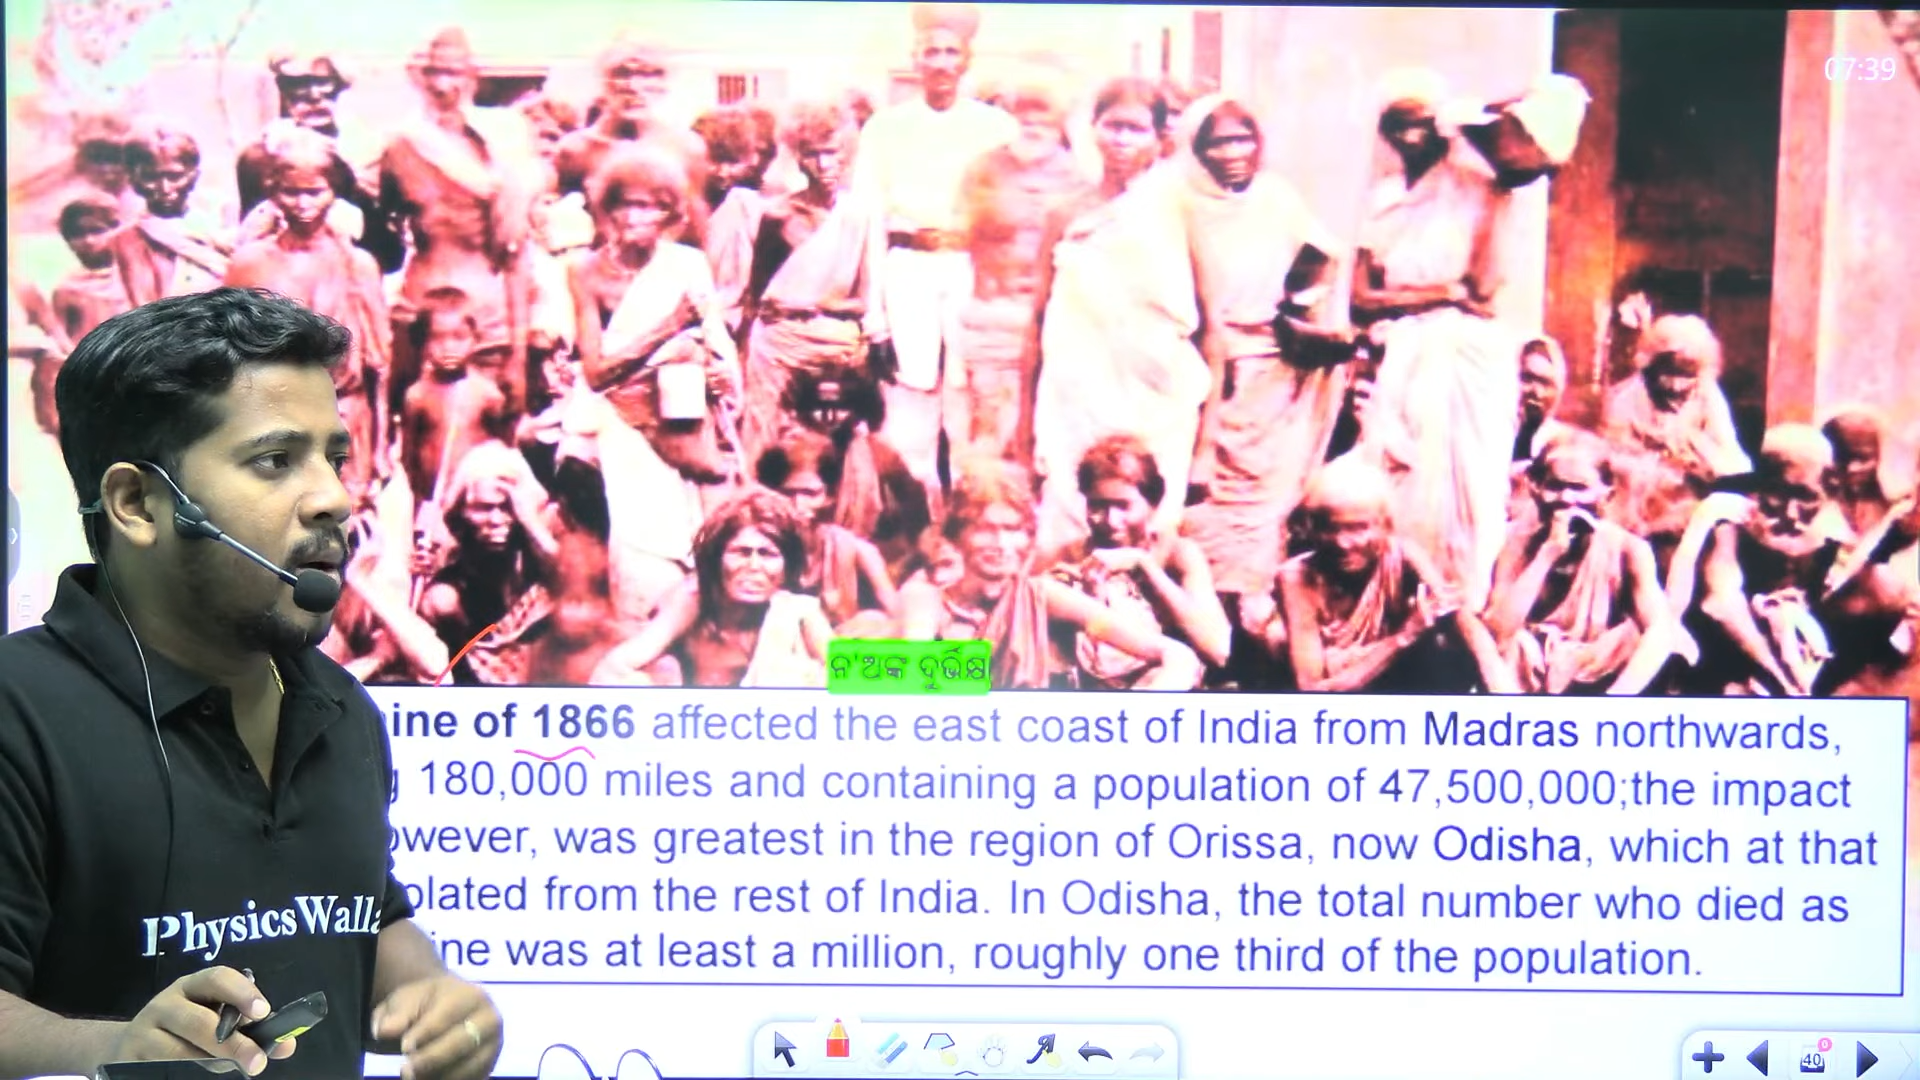 07:39
ନ'ଅଙ୍କ ଦୁର୍ଭିକ୍ଷ
ine of 1866 affected the east coast of India from Madras northwards,
180,000 miles and containing a population of 47,500,000;the impact
owever, was greatest in the region of Orissa, now Odisha, which at that
olated from the rest of India. In Odisha, the total number who died as
ine was at least a million, roughly one third of the population.
PhysicsWalla
40
0